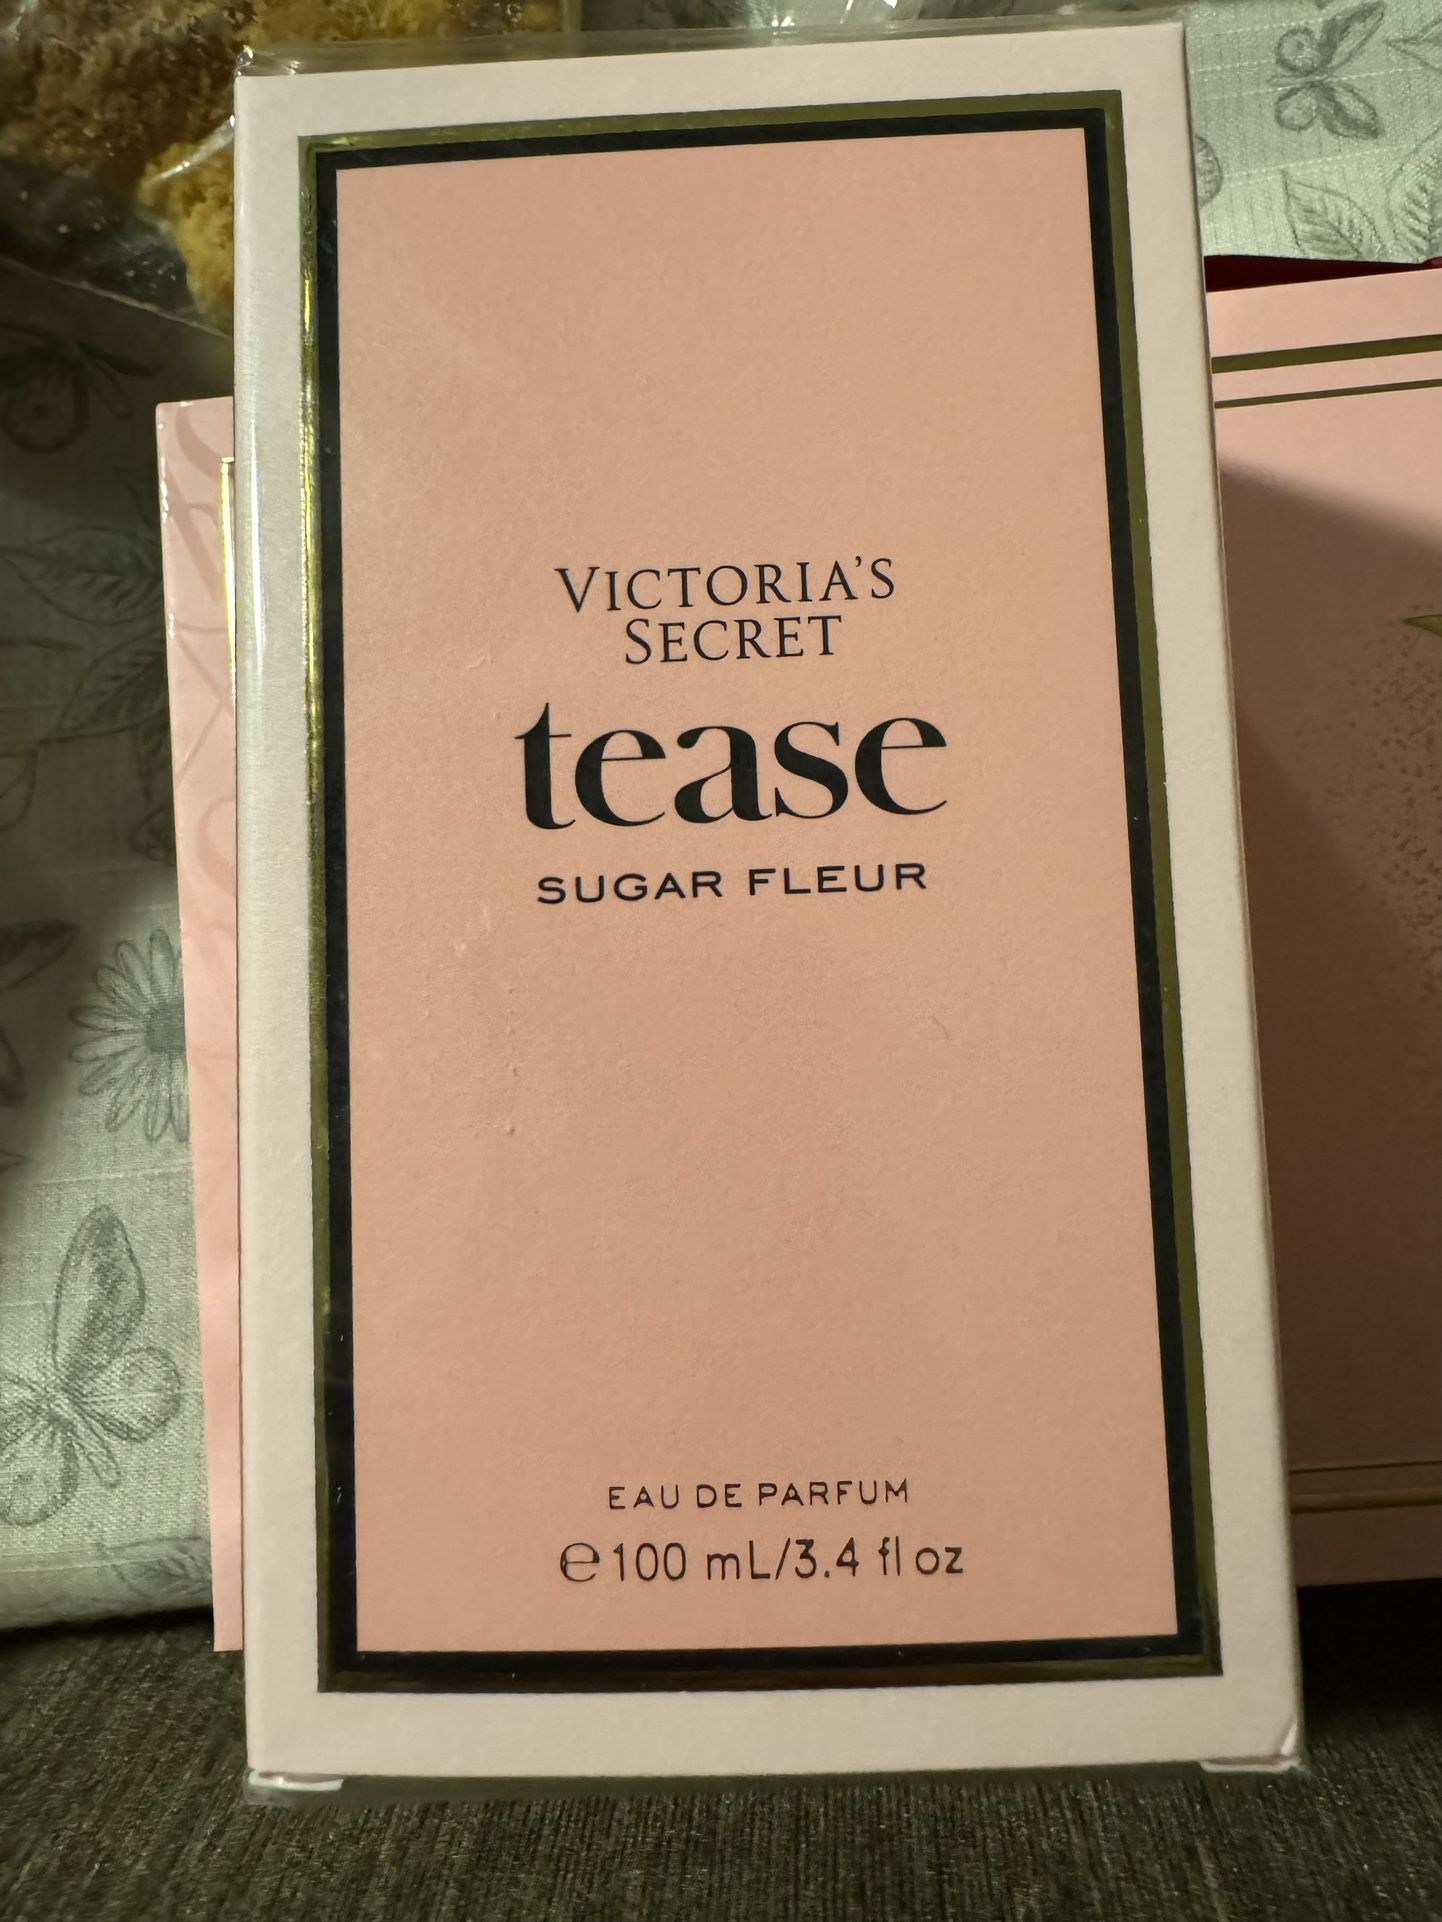 VICTORIA'S
SECRET
tease
SUGAR FLEUR
EAU DE PARFUM
℮100 mL/3.4 fl oz